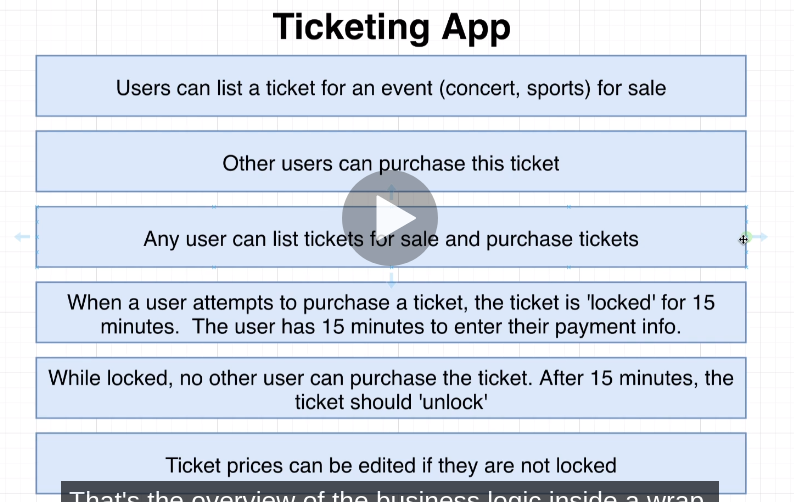 Ticketing App
Users can list a ticket for an event (concert, sports) for sale
Other users can purchase this ticket
Any user can list tickets for sale and purchase tickets
When a user attempts to purchase a ticket, the ticket is 'locked' for 15
minutes.  The user has 15 minutes to enter their payment info.
While locked, no other user can purchase the ticket. After 15 minutes, the
ticket should 'unlock'
Ticket prices can be edited if they are not locked
That's the overview of the business logic inside a wrap